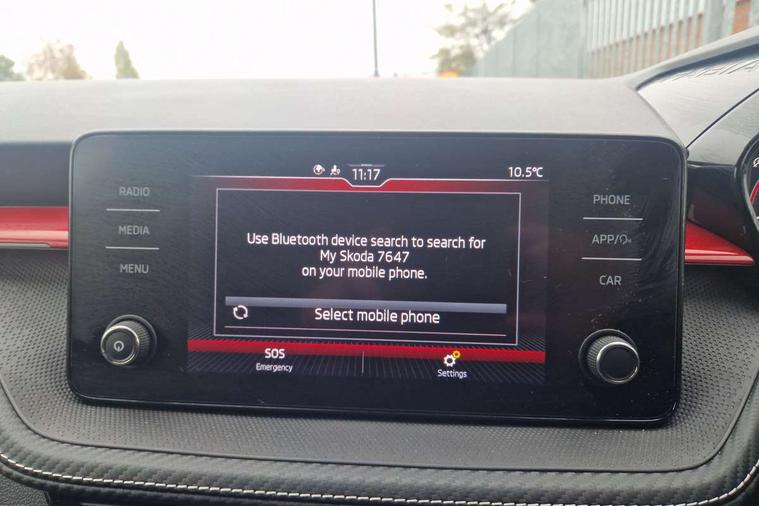 11:17
10.5°C
RADIO
MEDIA
MENU
Use Bluetooth device search to search for
My Skoda 7647
on your mobile phone.
Select mobile phone
SOS
Emergency
Settings
PHONE
APP/
CAR